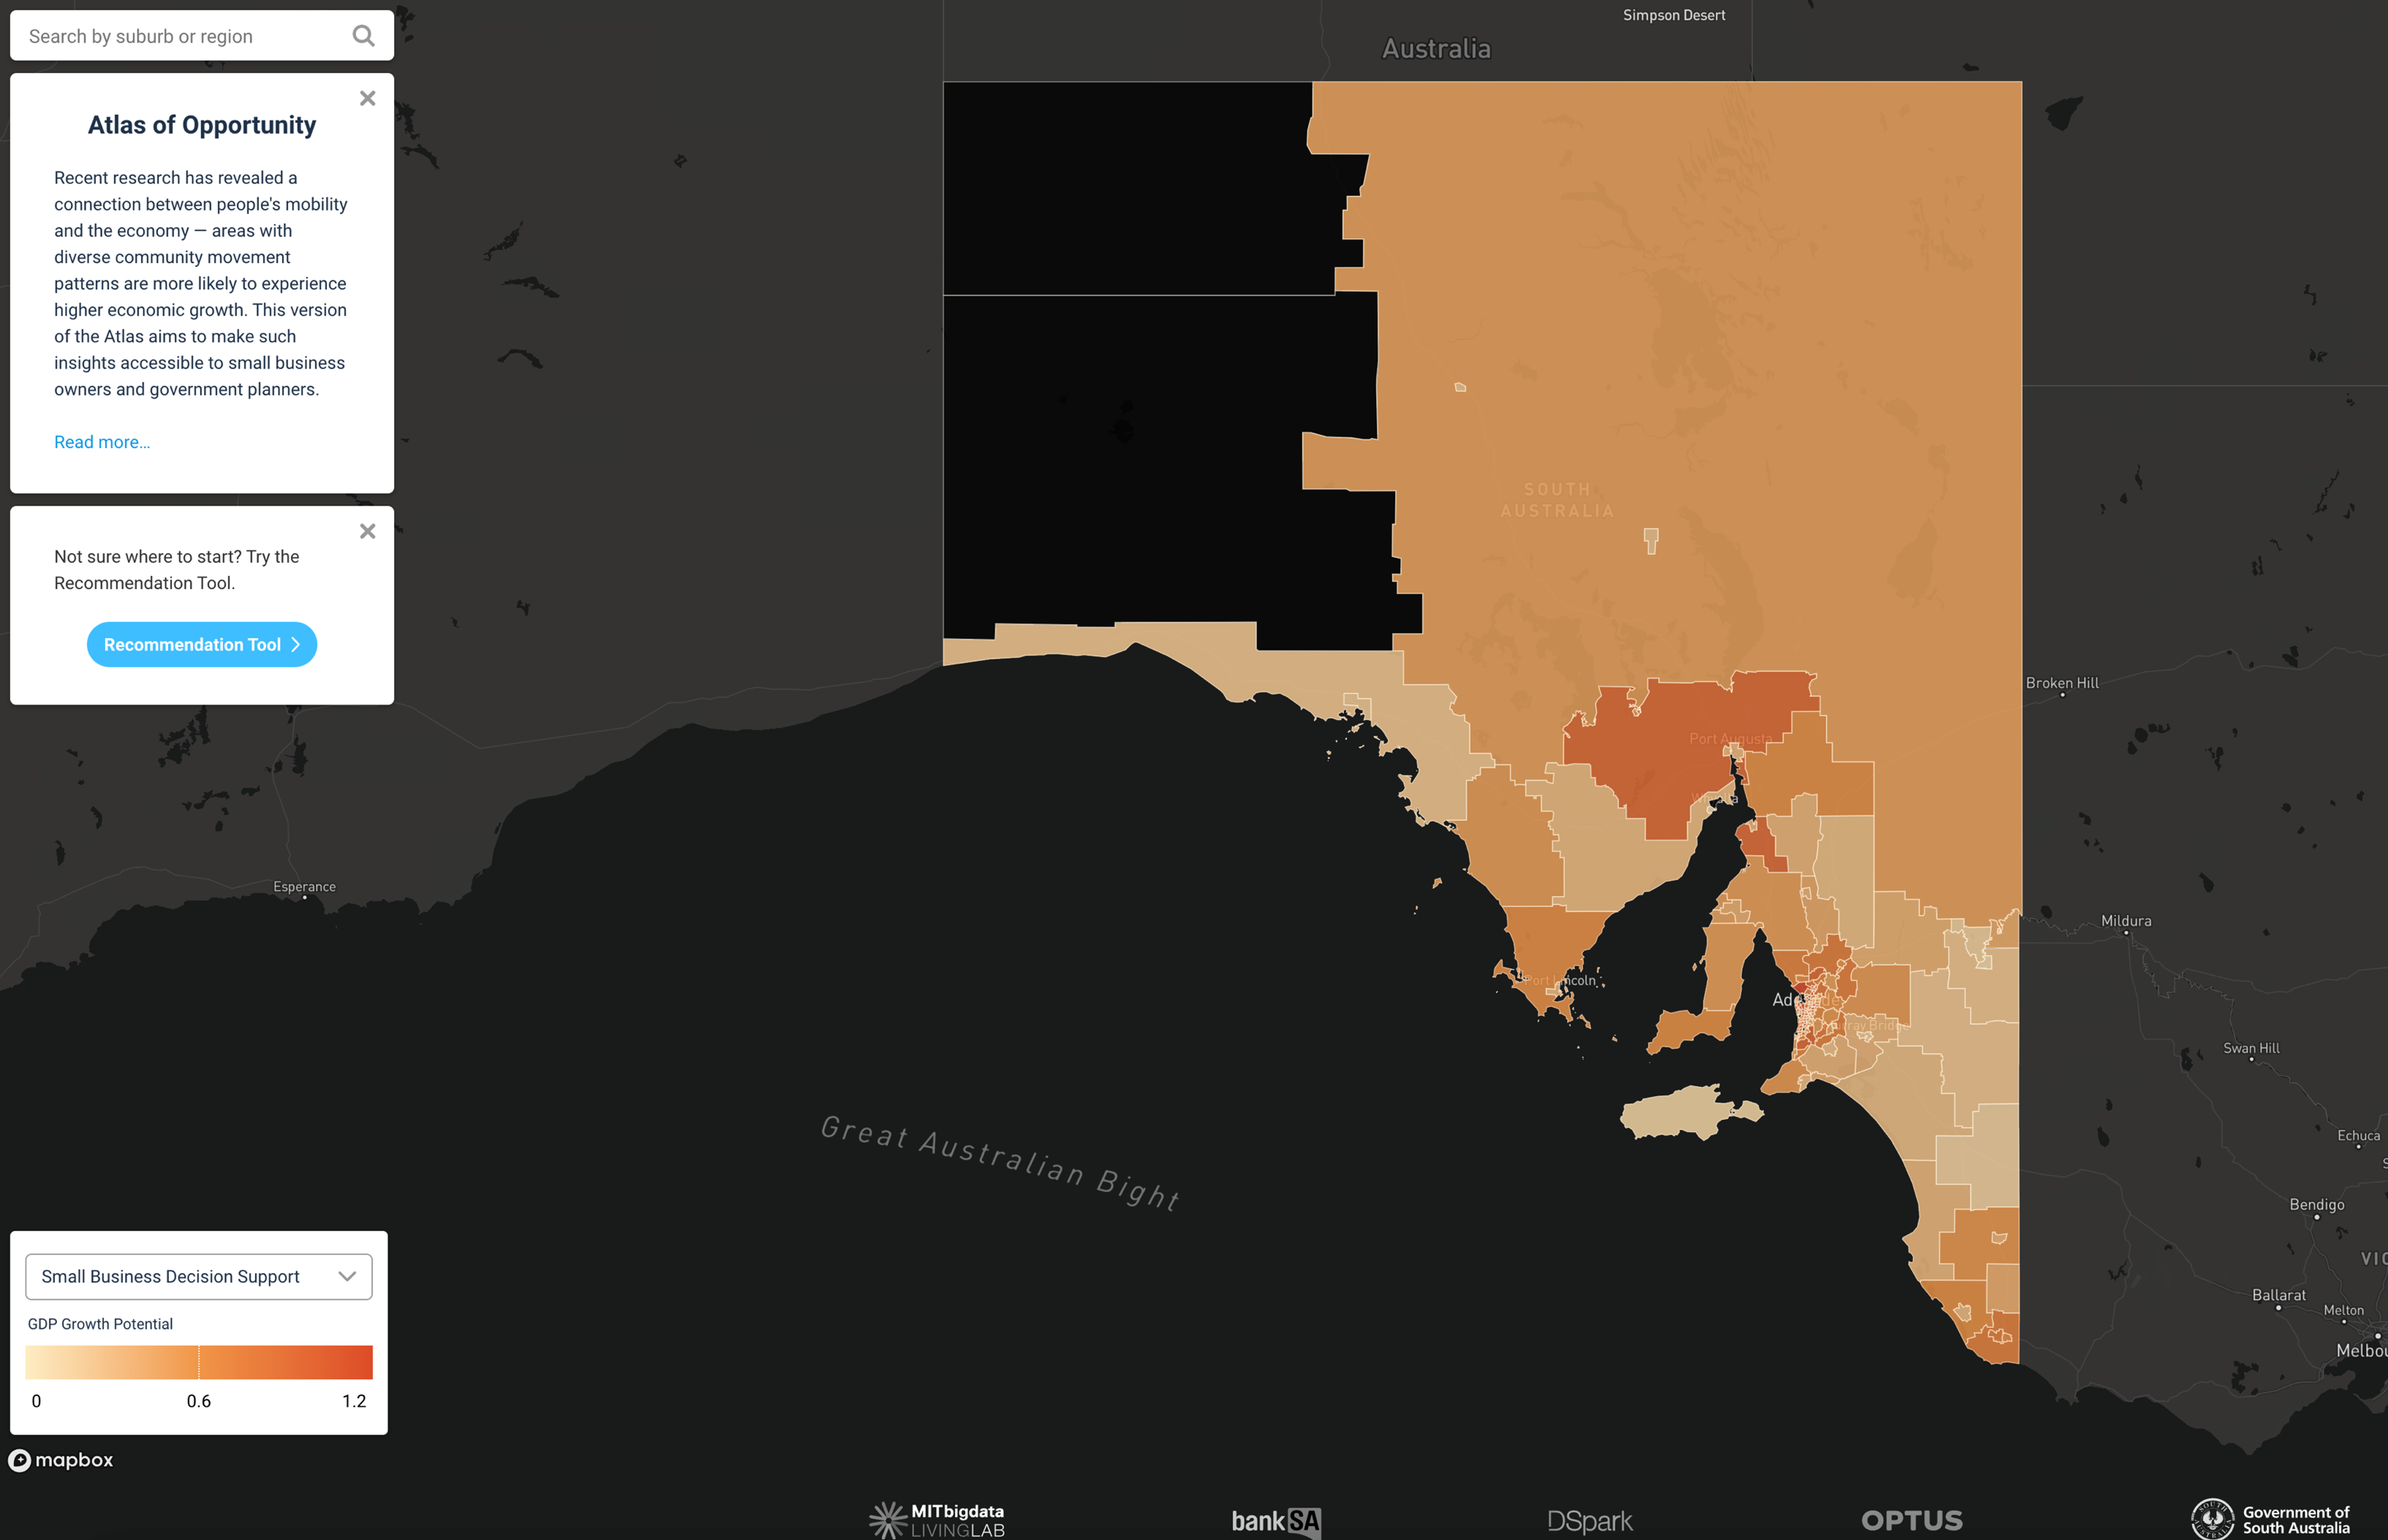 Search by suburb or region
Atlas of Opportunity
Recent research has revealed a
connection between people's mobility
and the economy — areas with
diverse community movement
patterns are more likely to experience
higher economic growth. This version
of the Atlas aims to make such
insights accessible to small business
owners and government planners.
Read more...
Not sure where to start? Try the
Recommendation Tool.
Recommendation Tool
Small Business Decision Support
GDP Growth Potential
0
0.6
1.2
mapbox
Simpson Desert
Australia
SOUTH
AUSTRALIA
Broken Hill
Port Augusta
Esperance
Mildura
Port Lincoln
Murray Bridge
Swan Hill
Great Australian Bight
Echuca
Bendigo
VIC
Ballarat
Melton
Melbou
MITbigdata
LIVINGLAB
bankSA
DSpark
OPTUS
SOUTH
Government of
South Australia